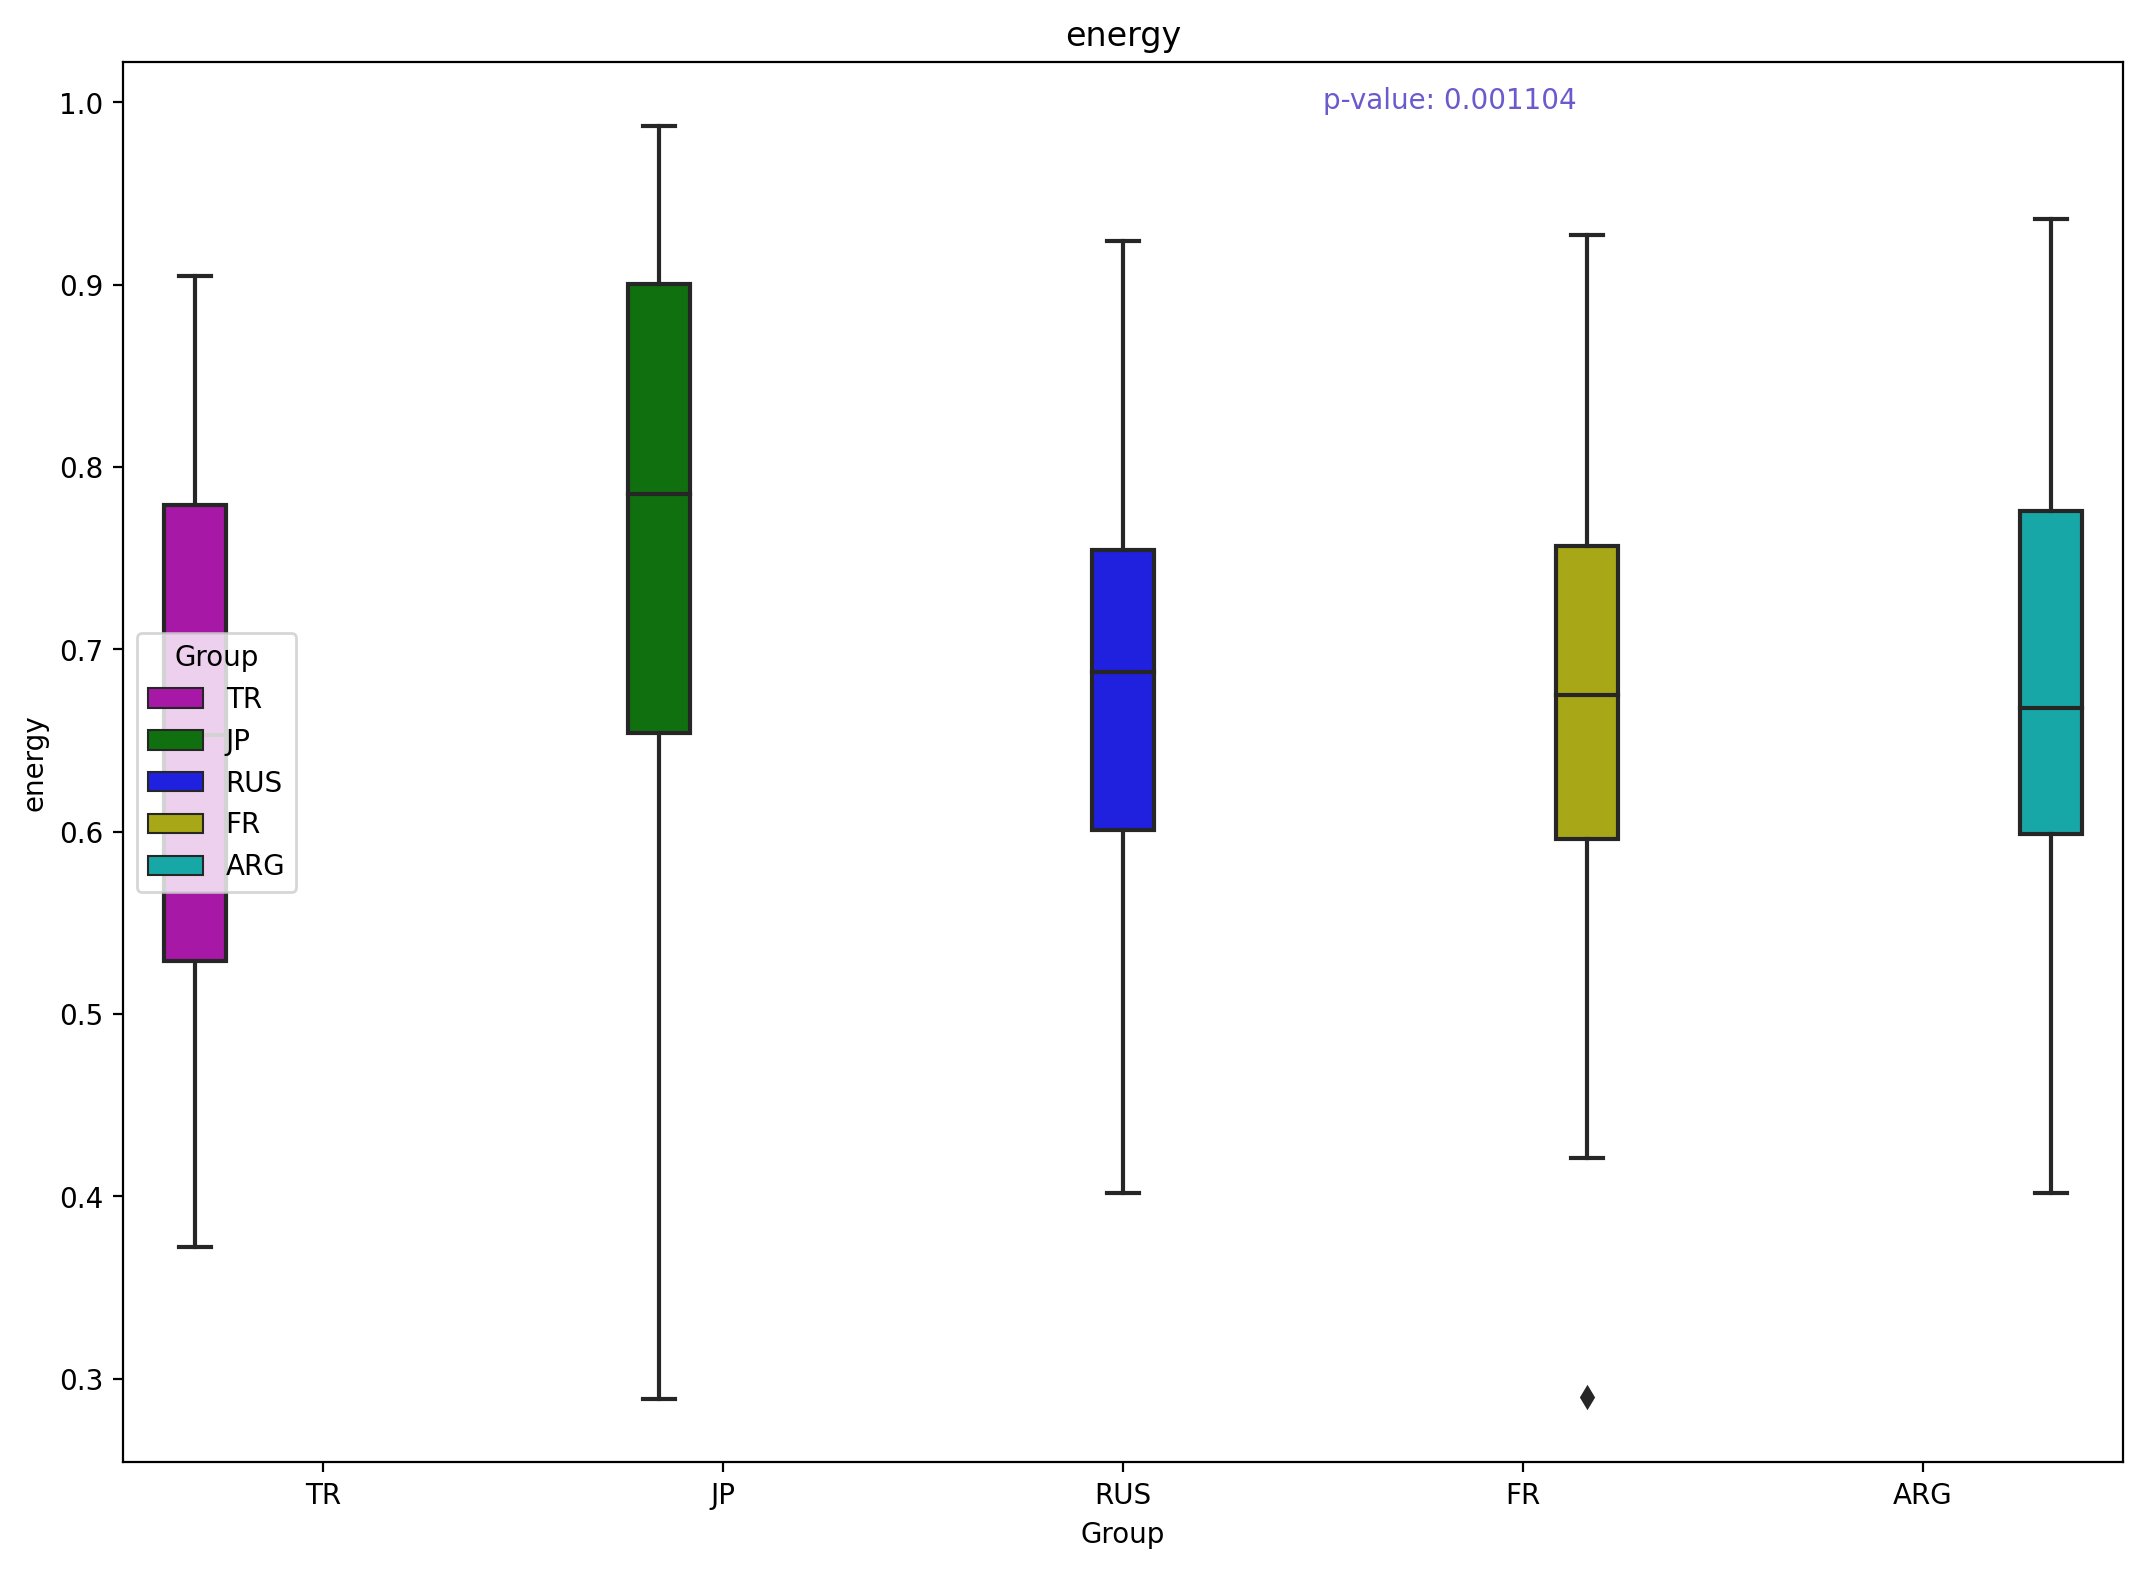 energy
p-value: 0.001104
1.0
0.9
0.8
0.7
0.6
0.5
0.4
0.3
energy
Group
TR
JP
RUS
FR
ARG
TR JP RUS FR ARG
Group